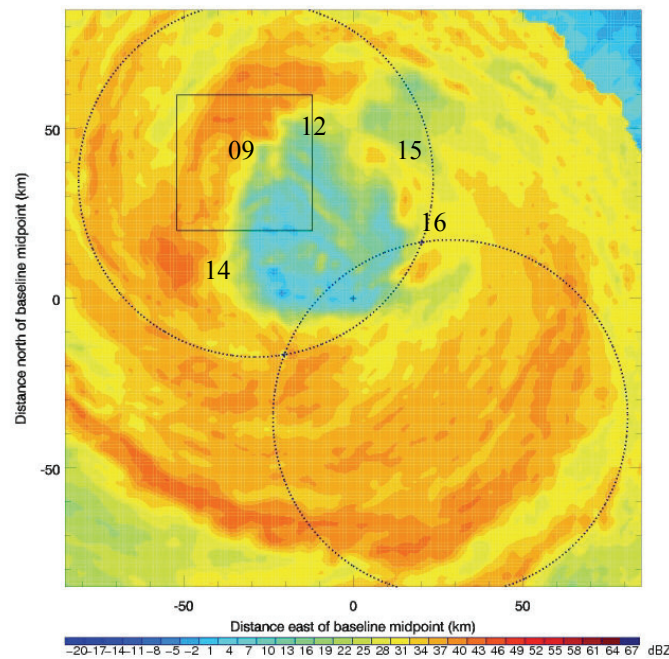 50
12
09
15
16
14
0
-50
Distance north of baseline midpoint (km)
-50 0 50
Distance east of baseline midpoint (km)
-20-17-14-11 -8 -5 -2 1 4 7 10 13 16 19 22 25 28 31 34 37 40 43 46 49 52 55 58 61 64 67 dBZ